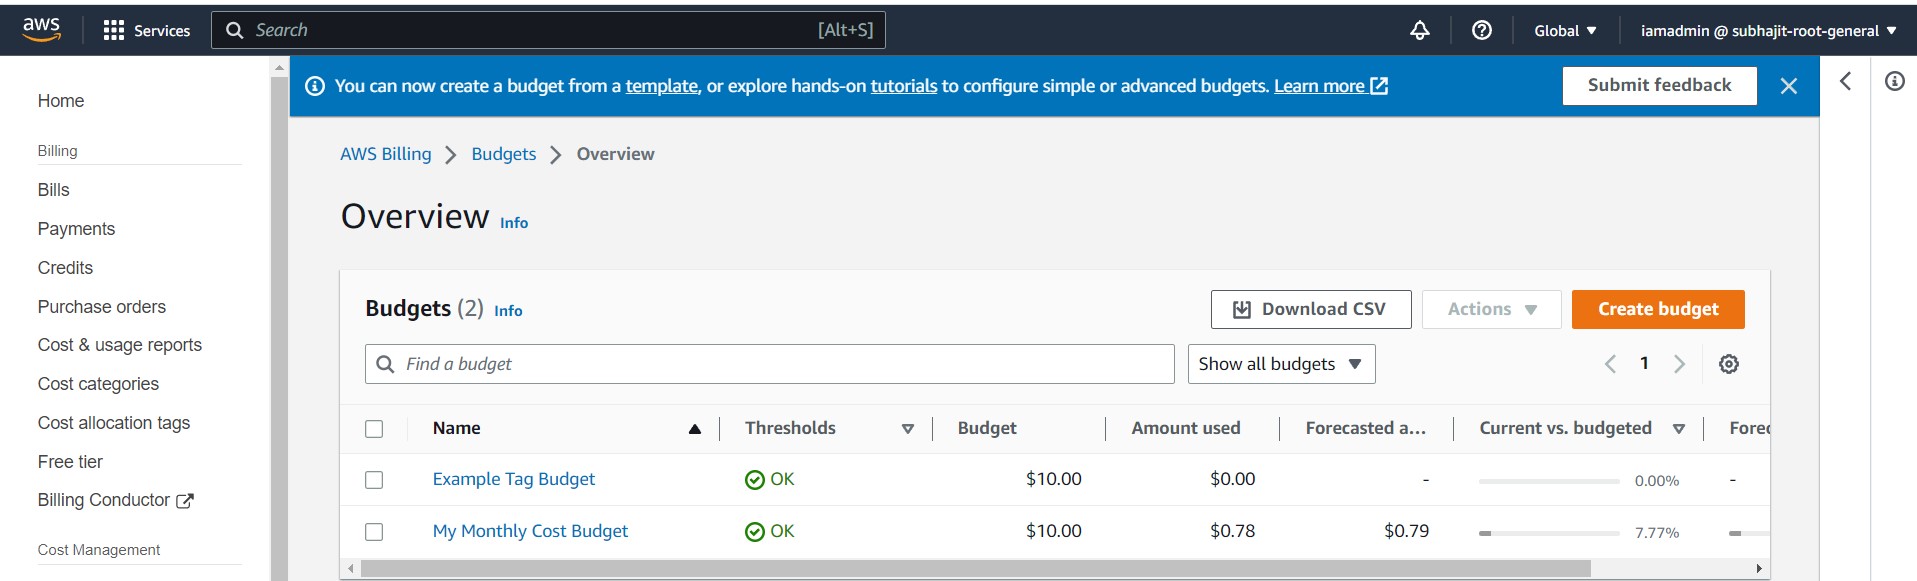 aws Services Search [Alt+S] Global iamadmin @ subhajit-root-general
You can now create a budget from a template, or explore hands-on tutorials to configure simple or advanced budgets. Learn more Submit feedback
Home
Billing
Bills
Payments
Credits
Purchase orders
Cost & usage reports
Cost categories
Cost allocation tags
Free tier
Billing Conductor
Cost Management
AWS Billing Budgets Overview
Overview Info
Budgets (2) Info Download CSV Actions Create budget
Find a budget Show all budgets 1
Name Thresholds Budget Amount used Forecasted a... Current vs. budgeted Forec
Example Tag Budget OK $10.00 $0.00 - 0.00% -
My Monthly Cost Budget OK $10.00 $0.78 $0.79 7.77%